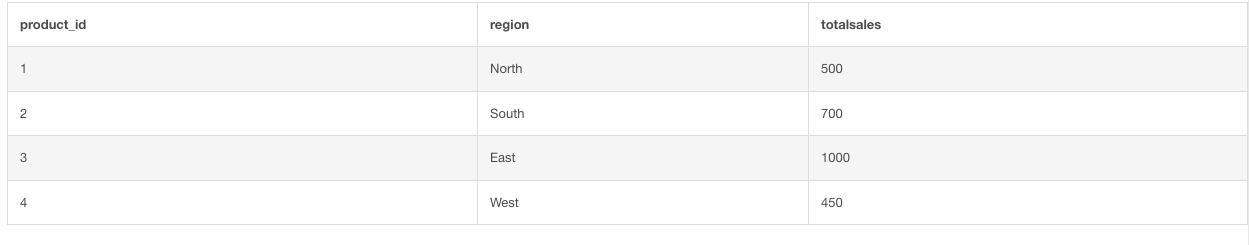 product_id region totalsales
1 North 500
2 South 700
3 East 1000
4 West 450